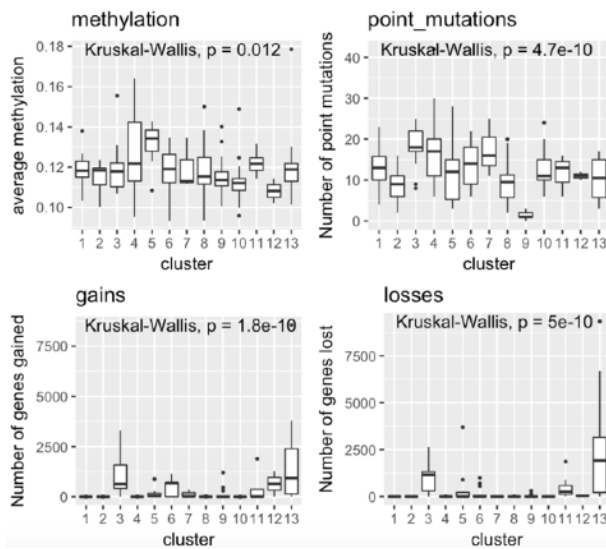 methylation
Kruskal-Wallis, p = 0.012
average methylation
0.18
0.16
0.14
0.12
0.10
1 2 3 4 5 6 7 8 9 10 11 12 13
cluster
point_mutations
Kruskal-Wallis, p = 4.7e-10
Number of point mutations
40
30
20
10
0
1 2 3 4 5 6 7 8 9 10 11 12 13
cluster
gains
Kruskal-Wallis, p = 1.8e-10
Number of genes gained
7500
5000
2500
0
1 2 3 4 5 6 7 8 9 10 11 12 13
cluster
losses
Kruskal-Wallis, p = 5e-10
Number of genes lost
7500
5000
2500
0
1 2 3 4 5 6 7 8 9 10 11 12 13
cluster